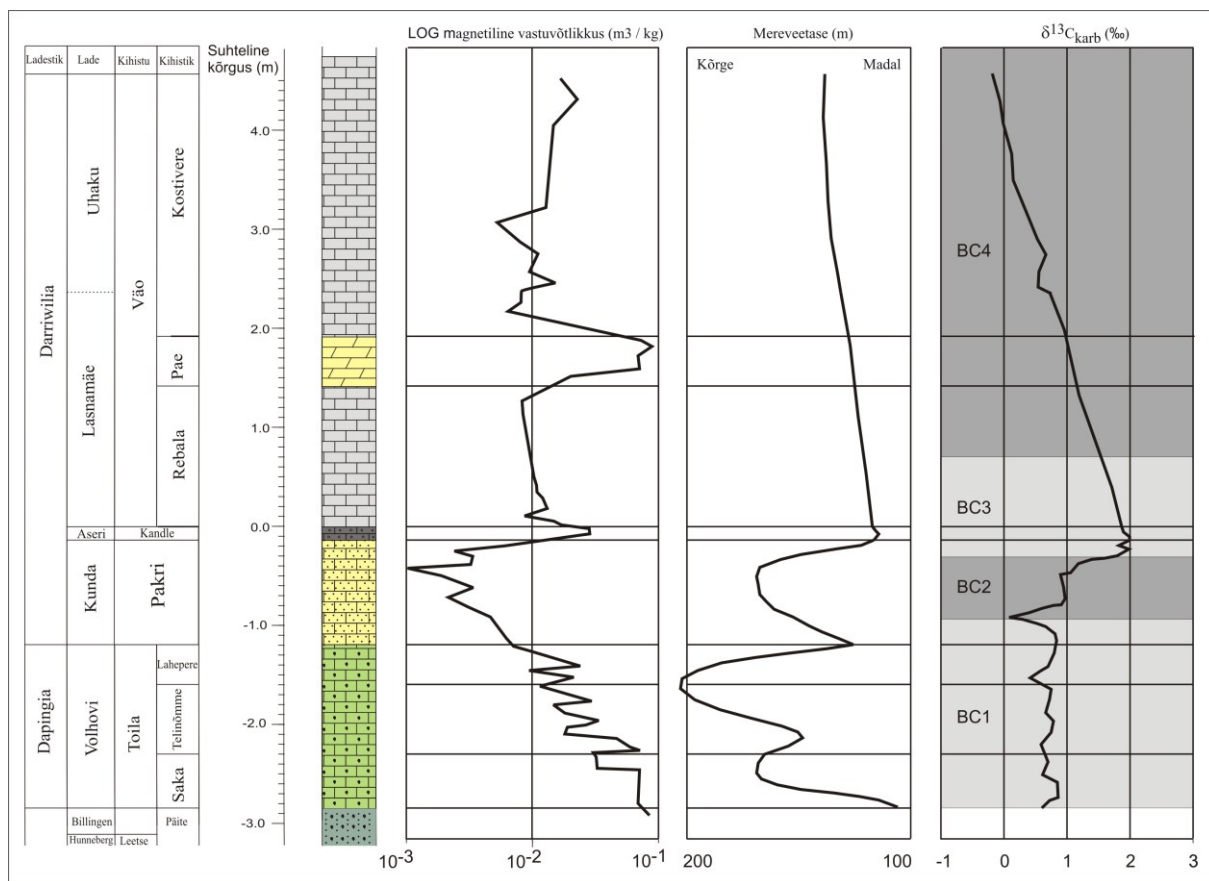 LOG magnetiline vastuvõtlikkus (m3 / kg)
Mereveetase (m)
δ13Ckarb (‰)
Ladestik Lade Kihistu Kihistik
Suhteline
kõrgus (m)
Kõrge Madal
4.0
3.0
2.0
1.0
0.0
-1.0
-2.0
-3.0
Darriwilia
Dapingia
Uhaku
Lasnamäe
Aseri
Kunda
Volhovi
Billingen
Hunneberg
Väo
Kandle
Pakri
Toila
Leetse
Kostivere
Pae
Rebala
Lahepere
Telinõmme
Saka
Päite
BC4
BC3
BC2
BC1
10-3 10-2 10-1
200 100
-1 0 1 2 3